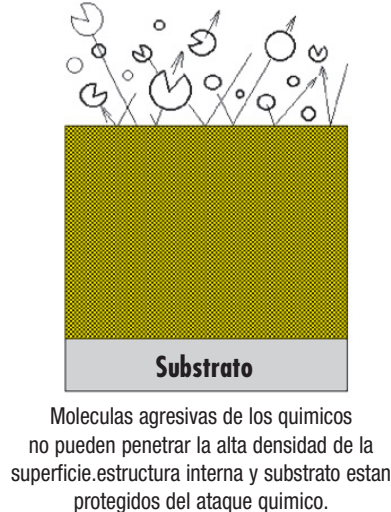 Substrato
Moleculas agresivas de los quimicos
no pueden penetrar la alta densidad de la
superficie.estructura interna y substrato estan
protegidos del ataque quimico.